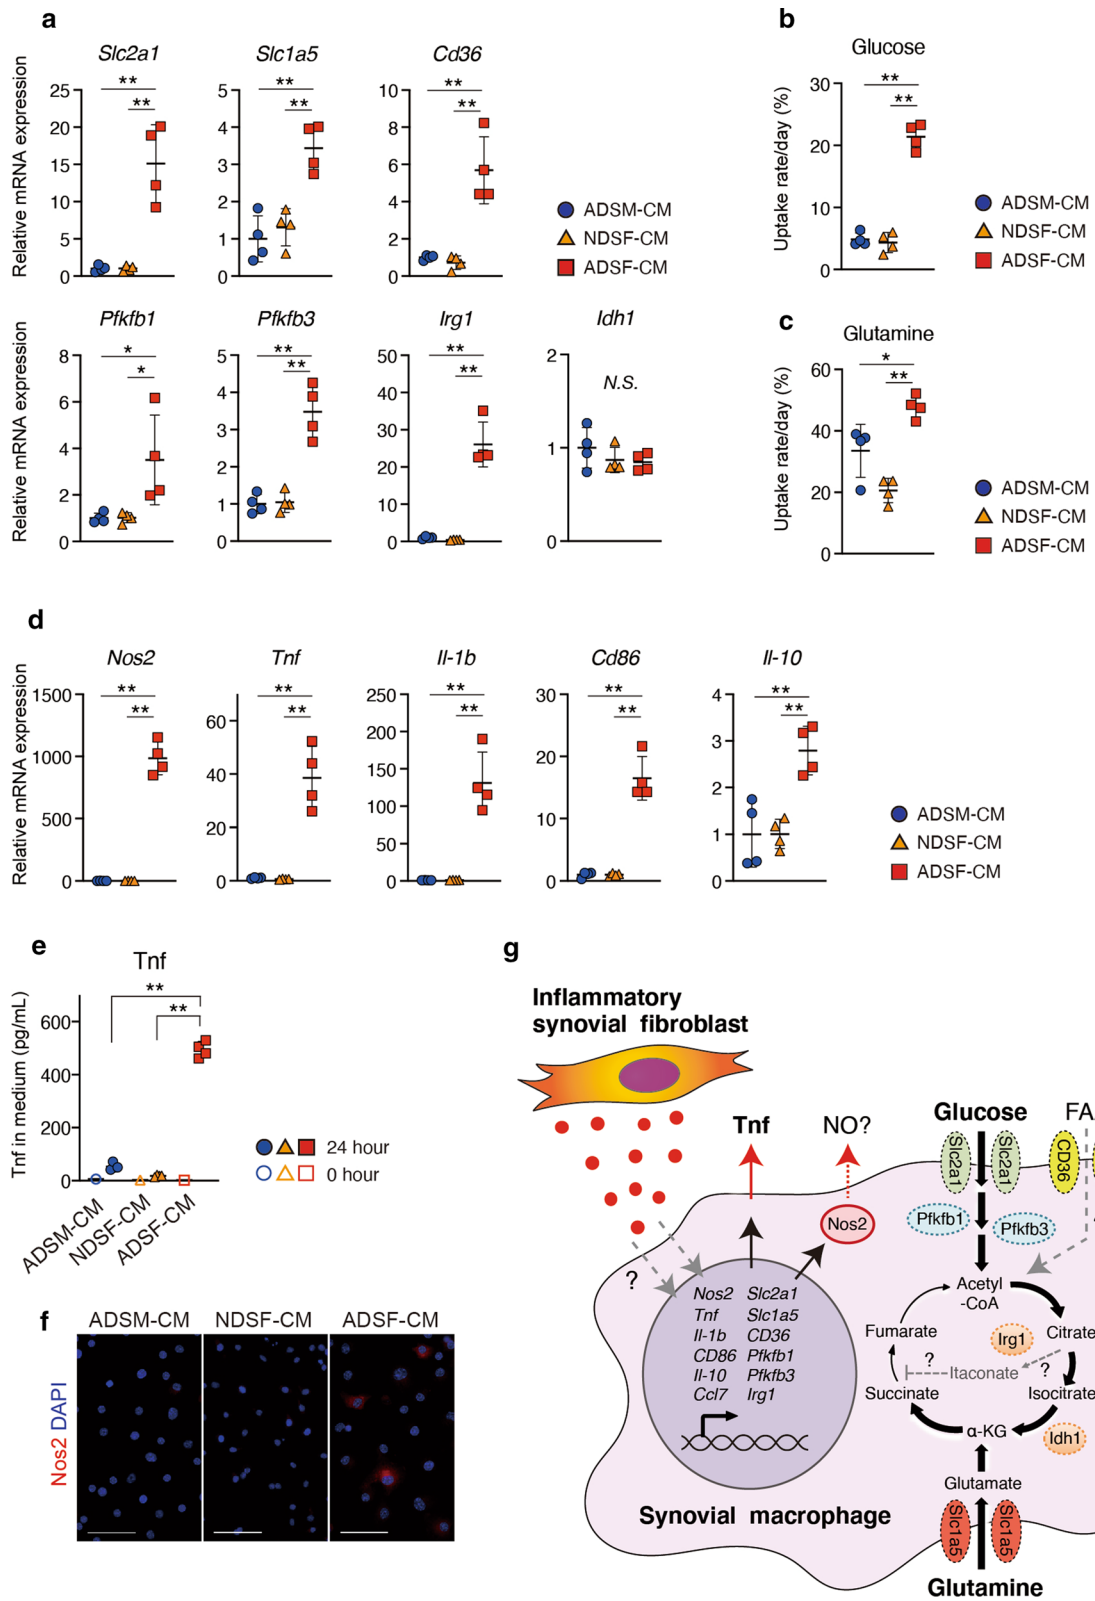 a
Slc2a1
Slc1a5
Cd36
Relative mRNA expression
**
**
25
20
15
10
5
0
**
**
5
4
3
2
1
0
**
**
10
8
6
4
2
0
ADSM-CM
NDSF-CM
ADSF-CM
b
Glucose
Uptake rate/day (%)
**
**
30
20
10
0
ADSM-CM
NDSF-CM
ADSF-CM
Pfkfb1
Pfkfb3
Irg1
Idh1
Relative mRNA expression
*
*
8
6
4
2
0
**
**
5
4
3
2
1
0
**
**
50
40
30
20
10
0
N.S.
2
1
0
c
Glutamine
Uptake rate/day (%)
*
**
60
40
20
0
ADSM-CM
NDSF-CM
ADSF-CM
d
Nos2
Tnf
Il-1b
Cd86
Il-10
Relative mRNA expression
**
**
1500
1000
500
0
**
**
60
40
20
0
**
**
250
200
150
100
50
0
**
**
30
20
10
0
**
**
4
3
2
1
0
ADSM-CM
NDSF-CM
ADSF-CM
e
Tnf
Tnf in medium (pg/mL)
**
**
600
400
200
0
24 hour
0 hour
ADSM-CM
NDSF-CM
ADSF-CM
f
ADSM-CM
NDSF-CM
ADSF-CM
Nos2 DAPI
g
Inflammatory
synovial fibroblast
Tnf
NO?
Glucose
FA
Slc2a1
Slc2a1
CD36
Nos2
Pfkfb1
Pfkfb3
?
Nos2 Slc2a1
Tnf Slc1a5
Il-1b CD36
CD86 Pfkfb1
Il-10 Pfkfb3
Ccl7 Irg1
Acetyl
-CoA
Fumarate
Irg1
Citrate
?
Itaconate
?
Succinate
Isocitrate
α-KG
Idh1
Glutamate
Synovial macrophage
Slc1a5
Slc1a5
Glutamine